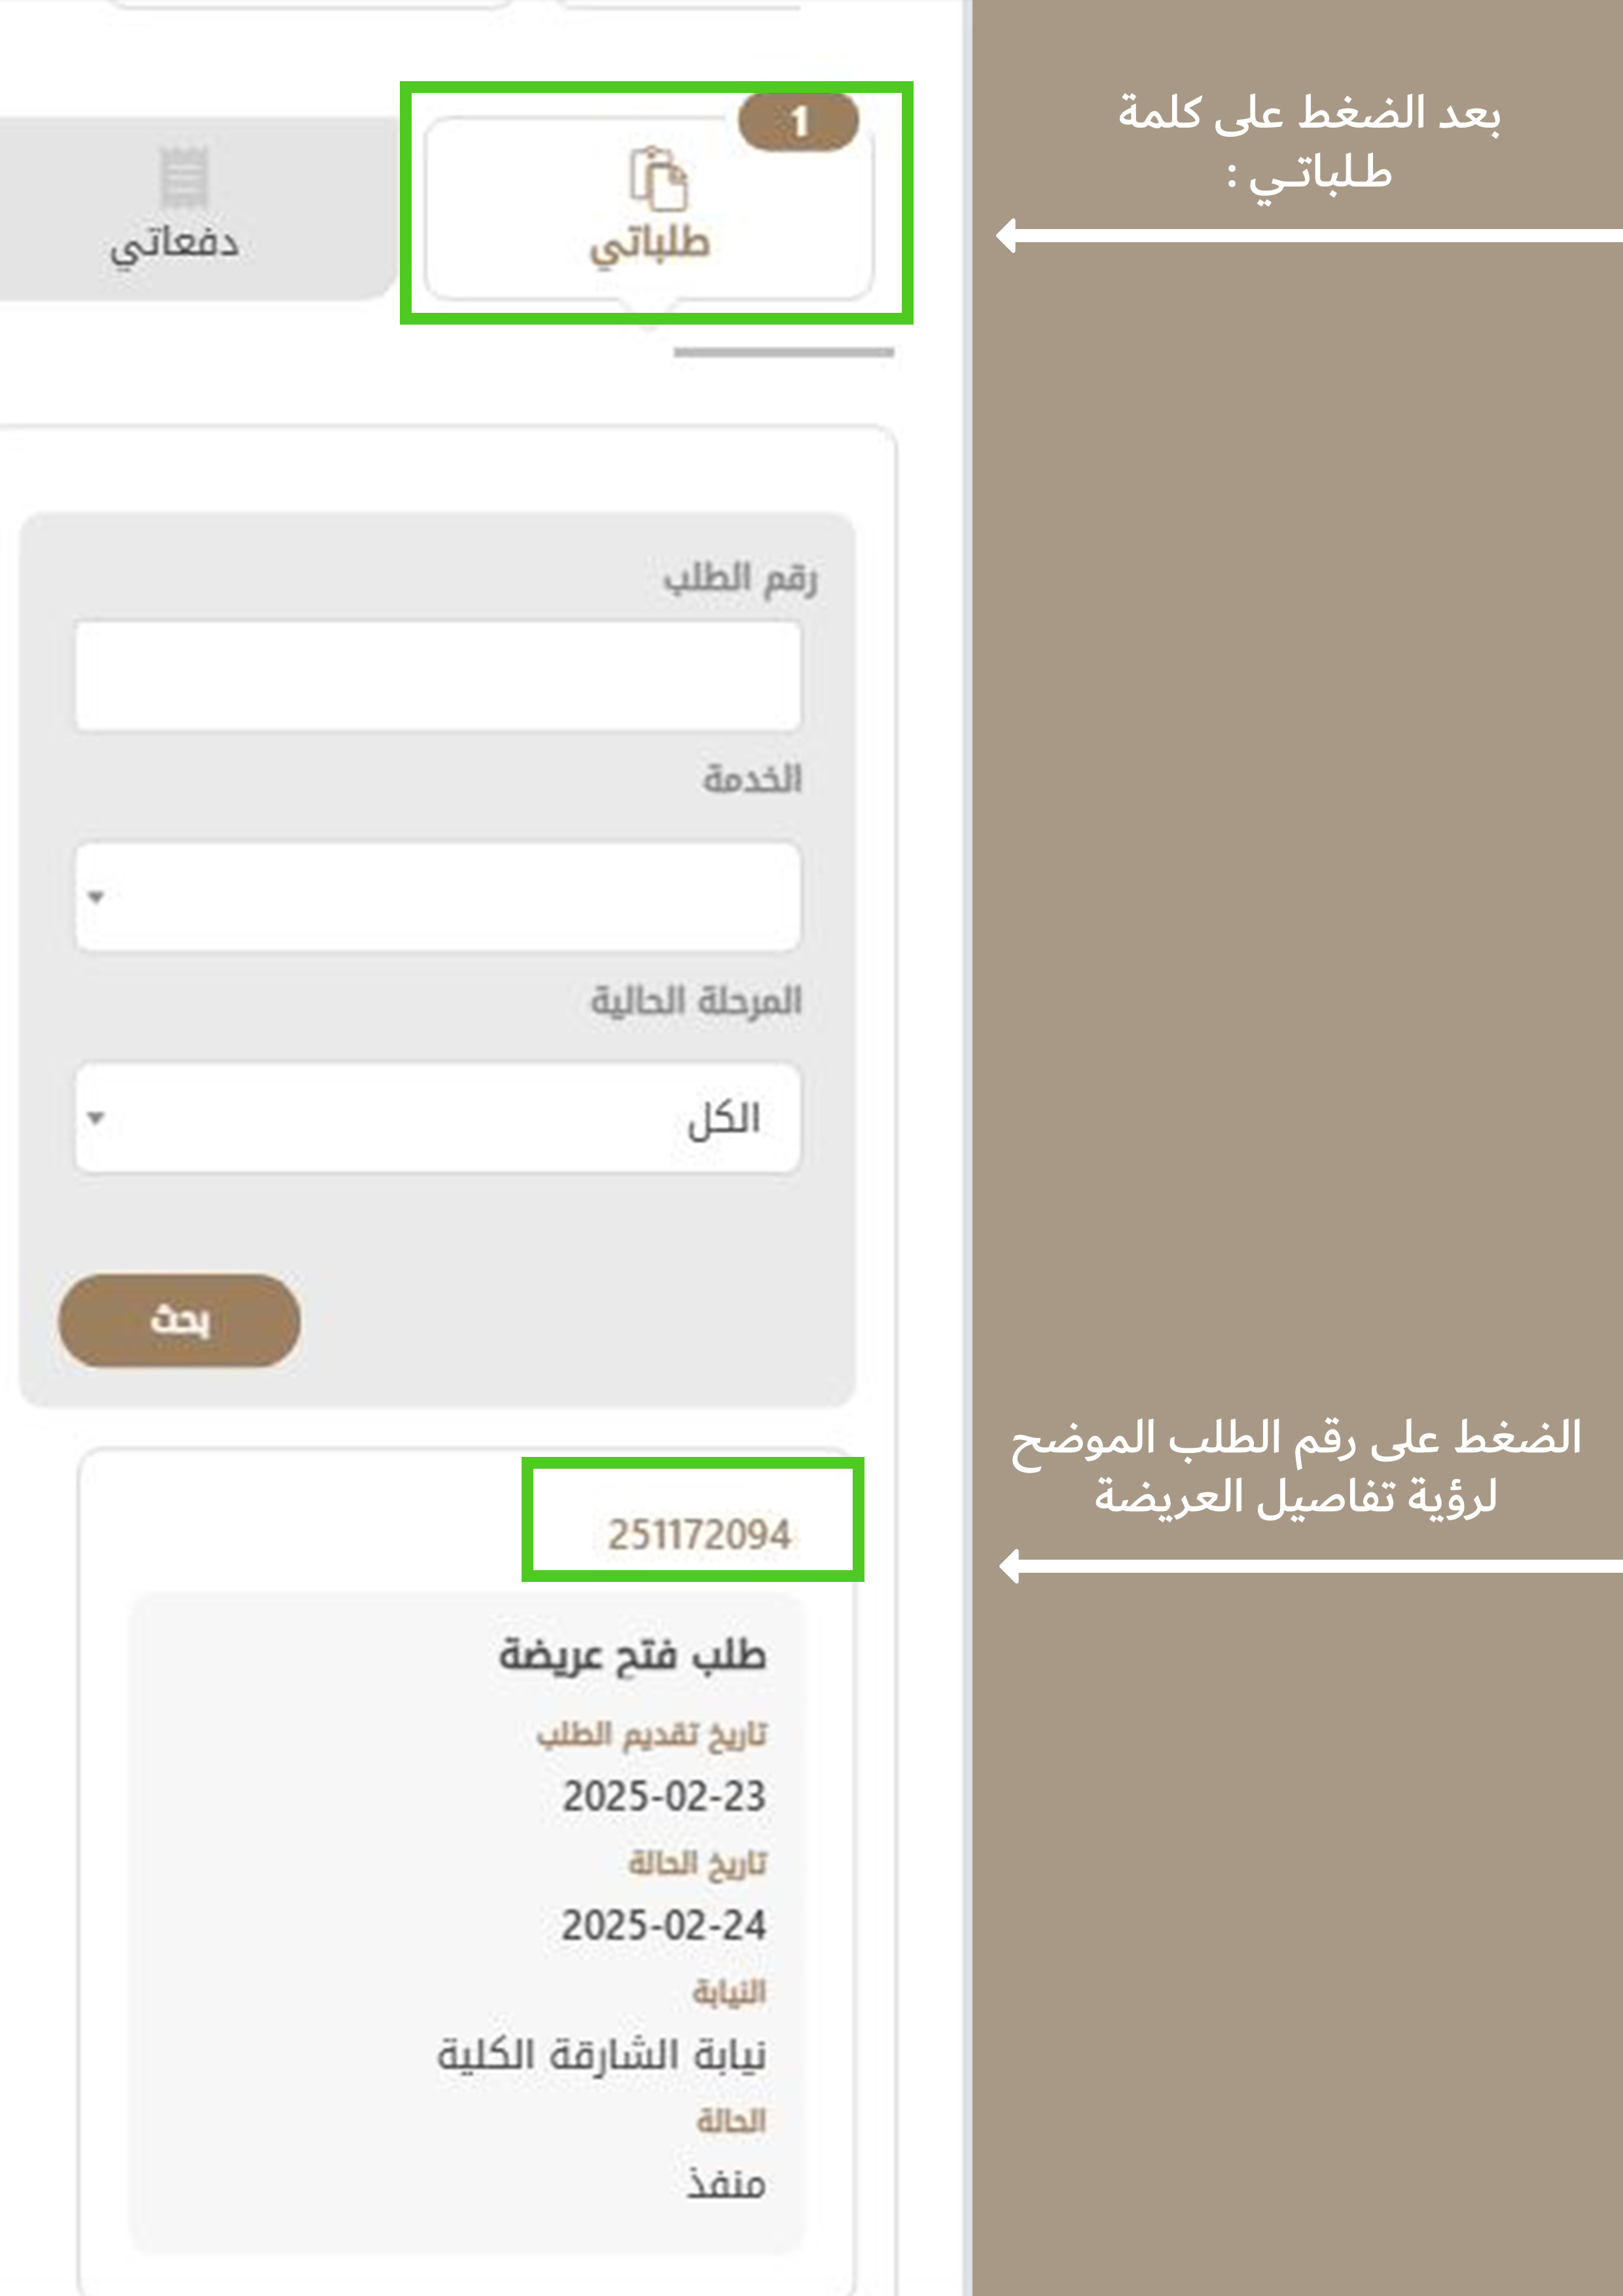 بعد الضغط على كلمة
طلباتي :
1
طلباتي
دفعاتي
رقم الطلب
الخدمة
المرحلة الحالية
الكل
بحث
الضغط على رقم الطلب الموضح
لرؤية تفاصيل العريضة
251172094
طلب فتح عريضة
تاريخ تقديم الطلب
2025-02-23
تاريخ الحالة
2025-02-24
النيابة
نيابة الشارقة الكلية
الحالة
منفذ